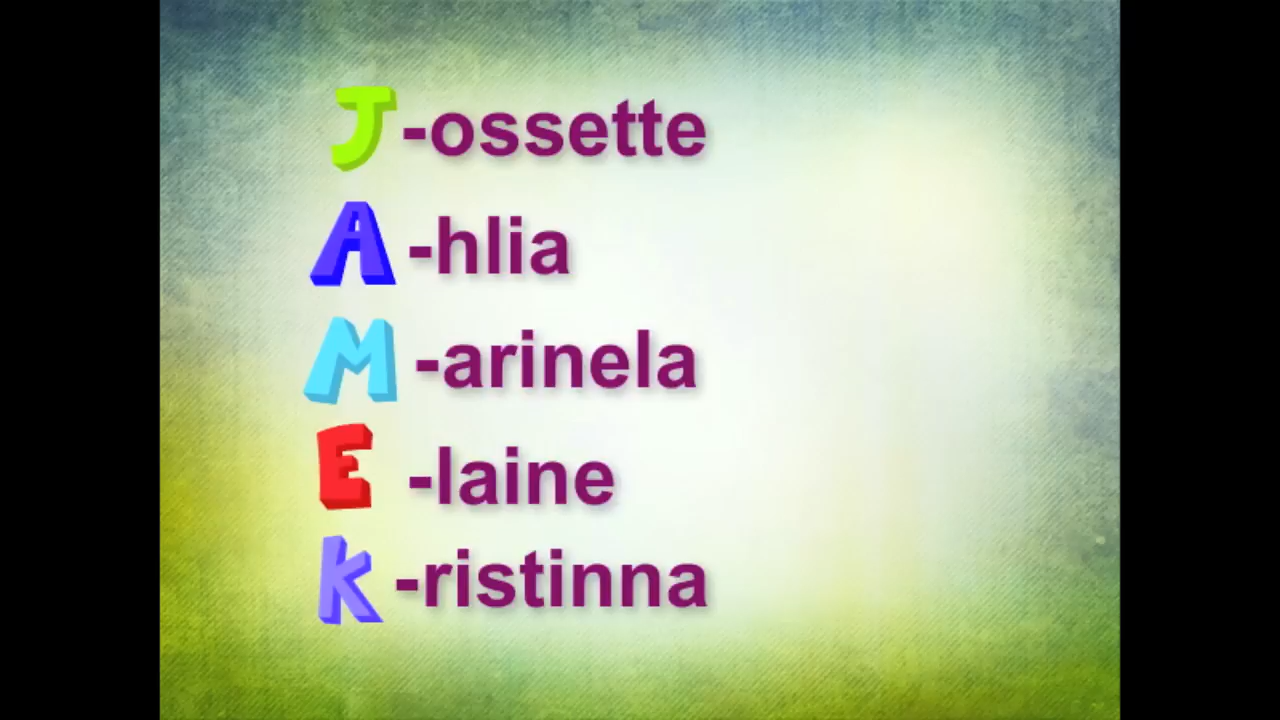 J-ossette
A-hlia
M-arinela
E-laine
K-ristinna